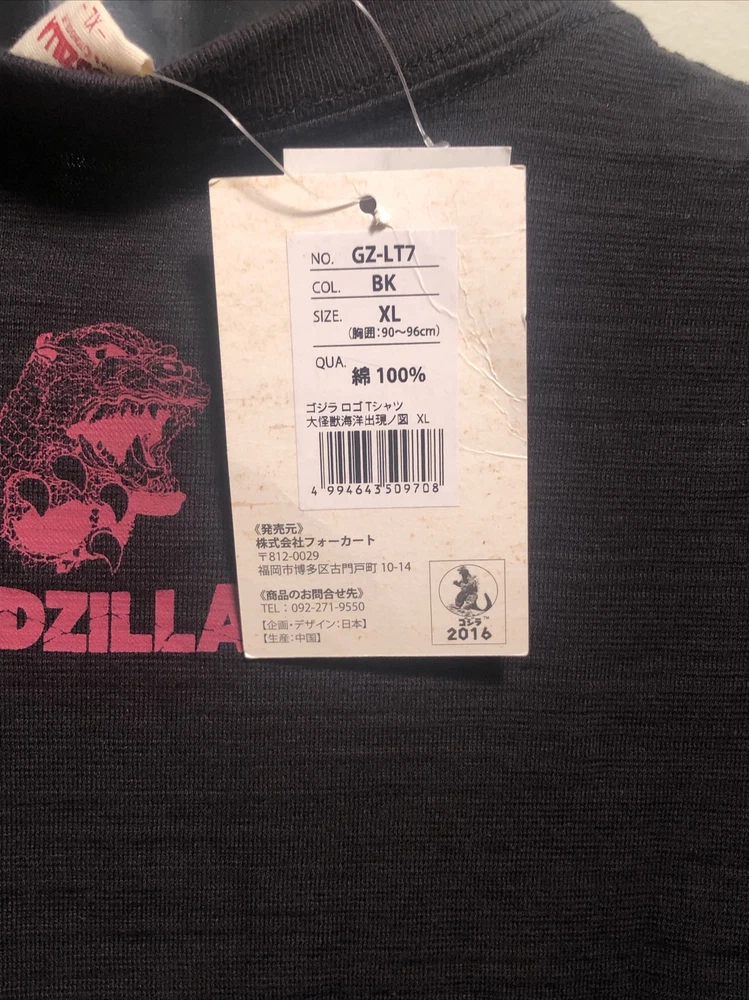 XL
NO. GZ-LT7
COL. BK
SIZE. XL
(胸囲:90〜96cm)
QUA. 綿 100%
ゴジラ ロゴ Tシャツ
大怪獣海洋出現ノ図 XL
4 994643 509708
《発売元》
株式会社フォーカート
〒812-0029
福岡市博多区古門戸町 10-14
《商品のお問合せ先》
TEL:092-271-9550
【企画・デザイン:日本】
【生産:中国】
ゴジラ™
2016
DZILLA